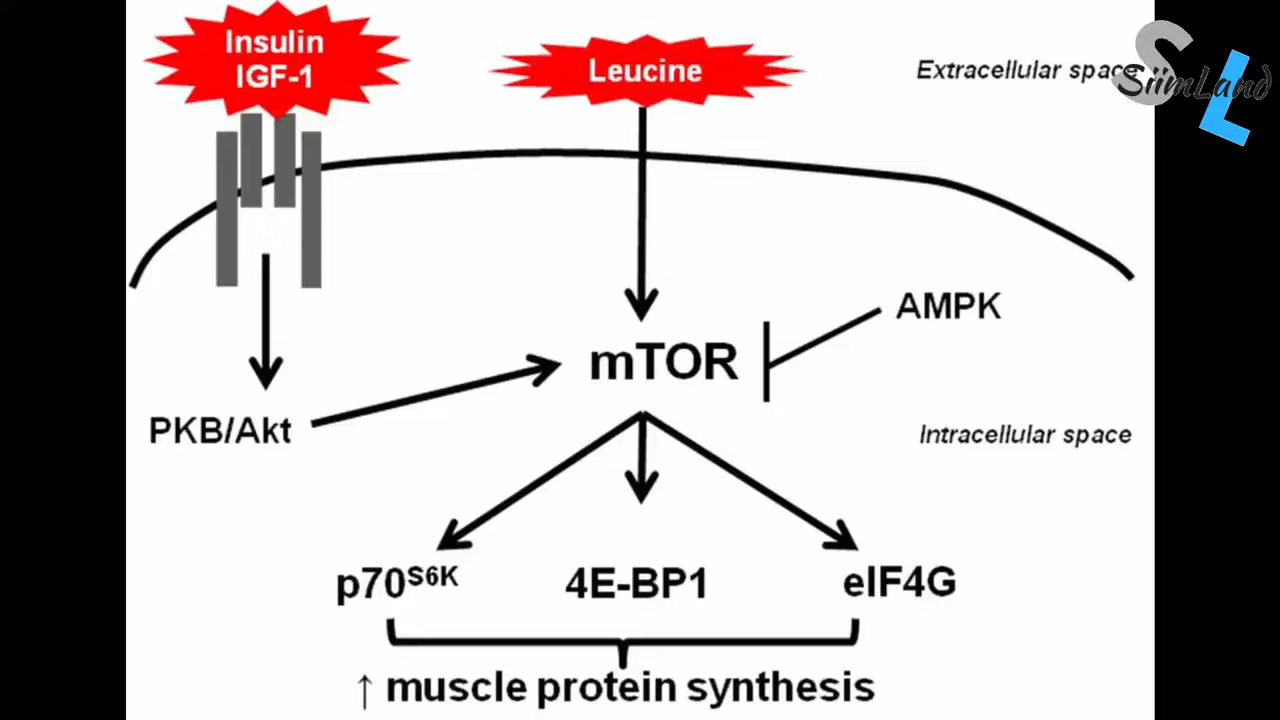 Insulin
IGF-1
Leucine
Extracellular space
SL
SiimLand
AMPK
mTOR
PKB/Akt
Intracellular space
p70S6K
4E-BP1
eIF4G
↑ muscle protein synthesis